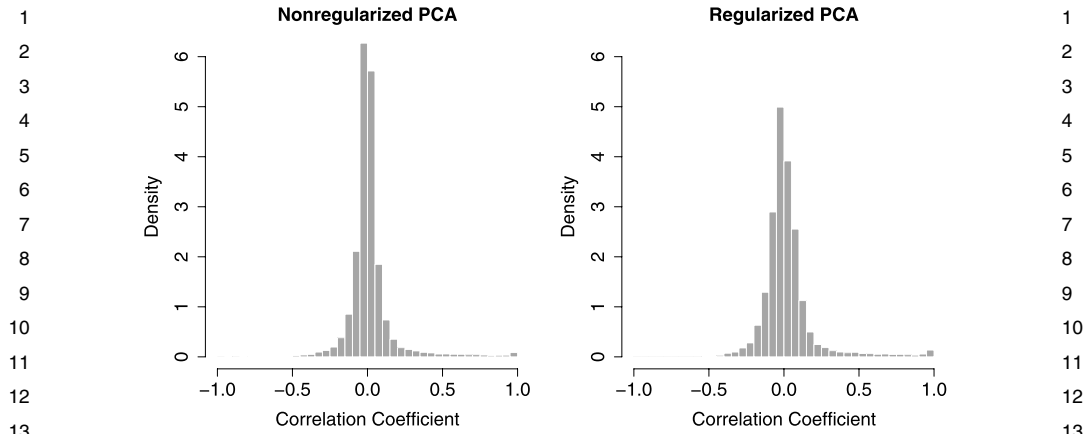 1 Nonregularized PCA Regularized PCA 1
2 6 6 2
3 5 5 3
4 4 4 4
5 3 3 5
6 2 2 6
7 1 1 7
8 0 0 8
9 Density Density 9
10 10
11 11
12 −1.0 −0.5 0.0 0.5 1.0 −1.0 −0.5 0.0 0.5 1.0 12
13 Correlation Coefficient Correlation Coefficient 13